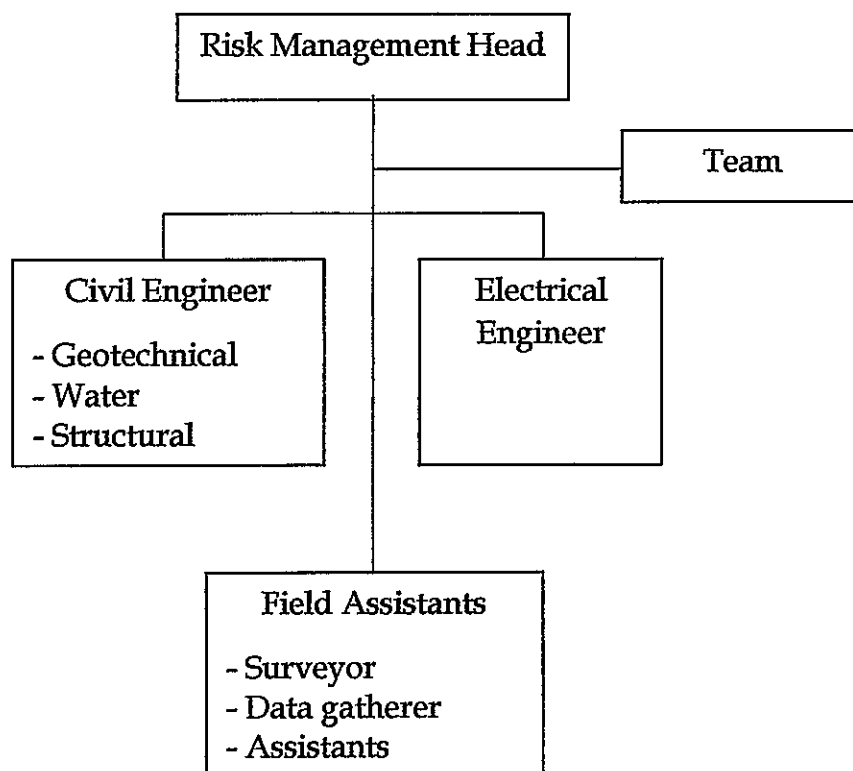 Risk Management Head
Team
Civil Engineer
- Geotechnical
- Water
- Structural
Electrical
Engineer
Field Assistants
- Surveyor
- Data gatherer
- Assistants